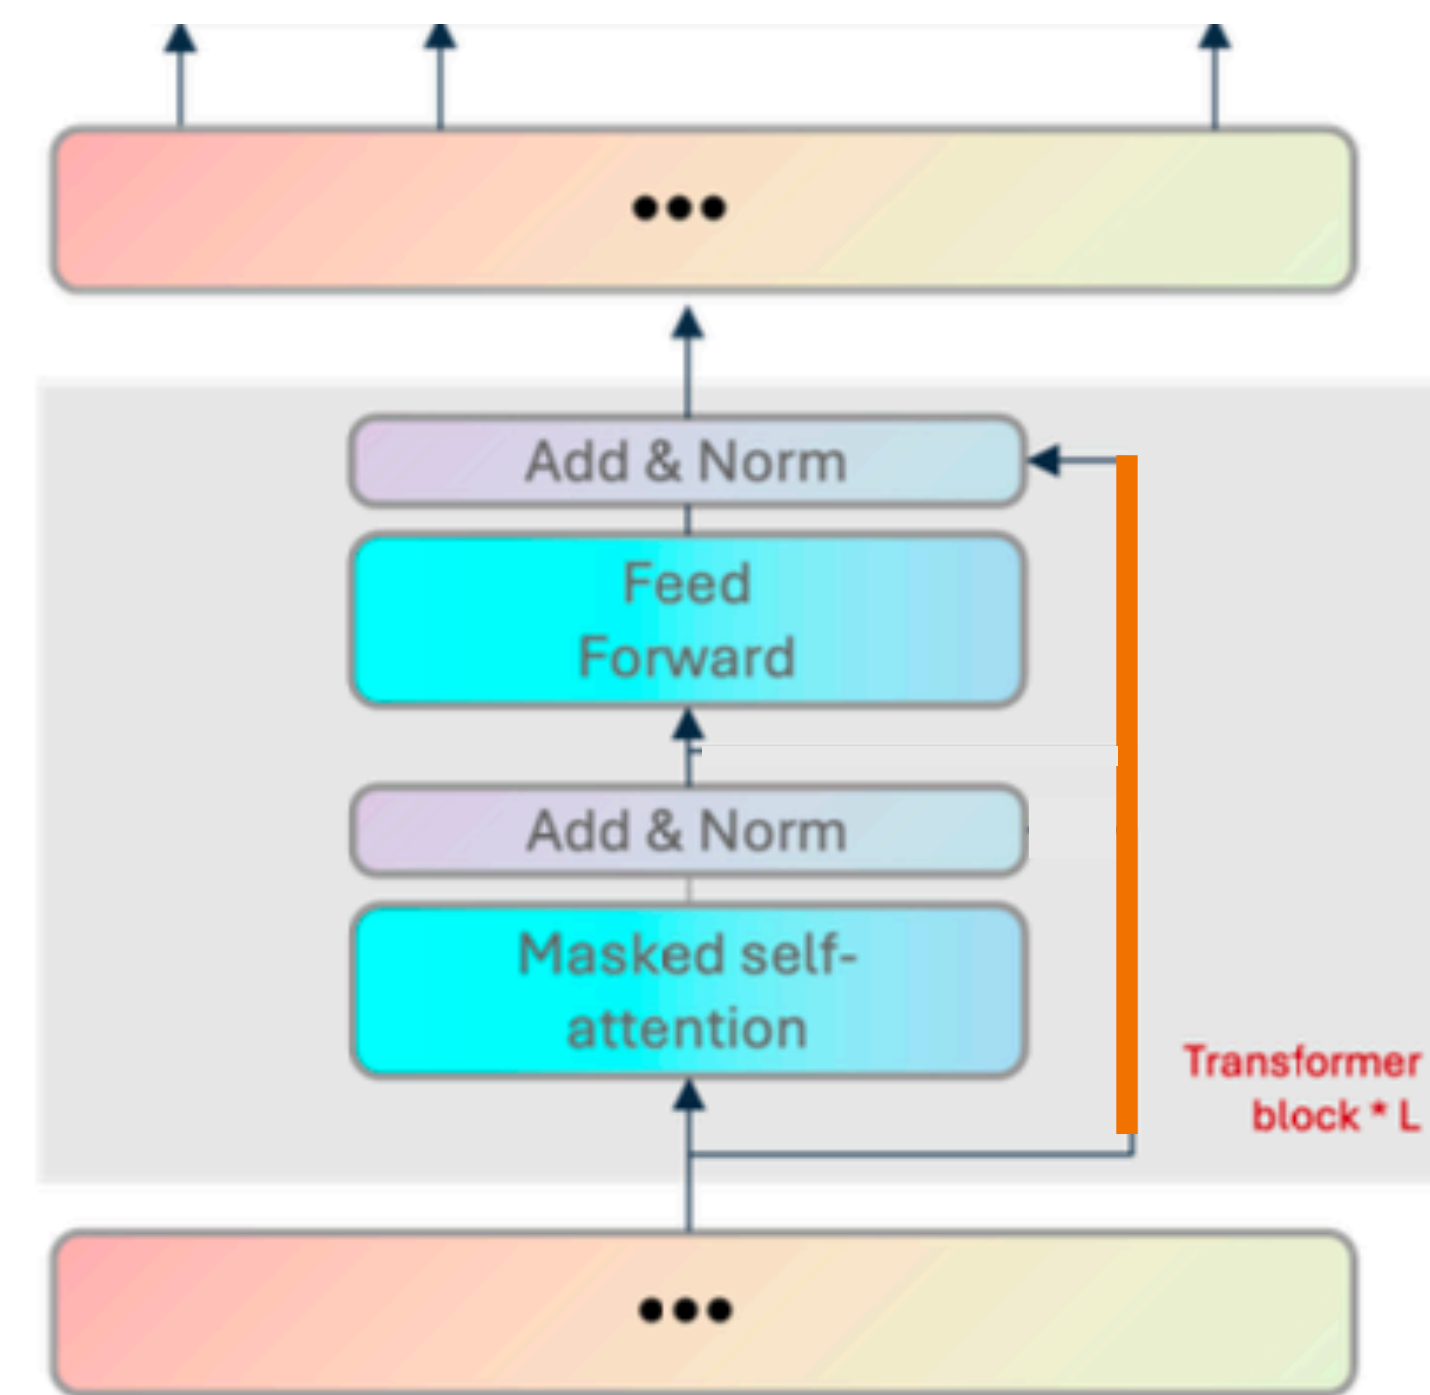 Add & Norm
Feed
Forward
Add & Norm
Masked self-
attention
Transformer
block * L